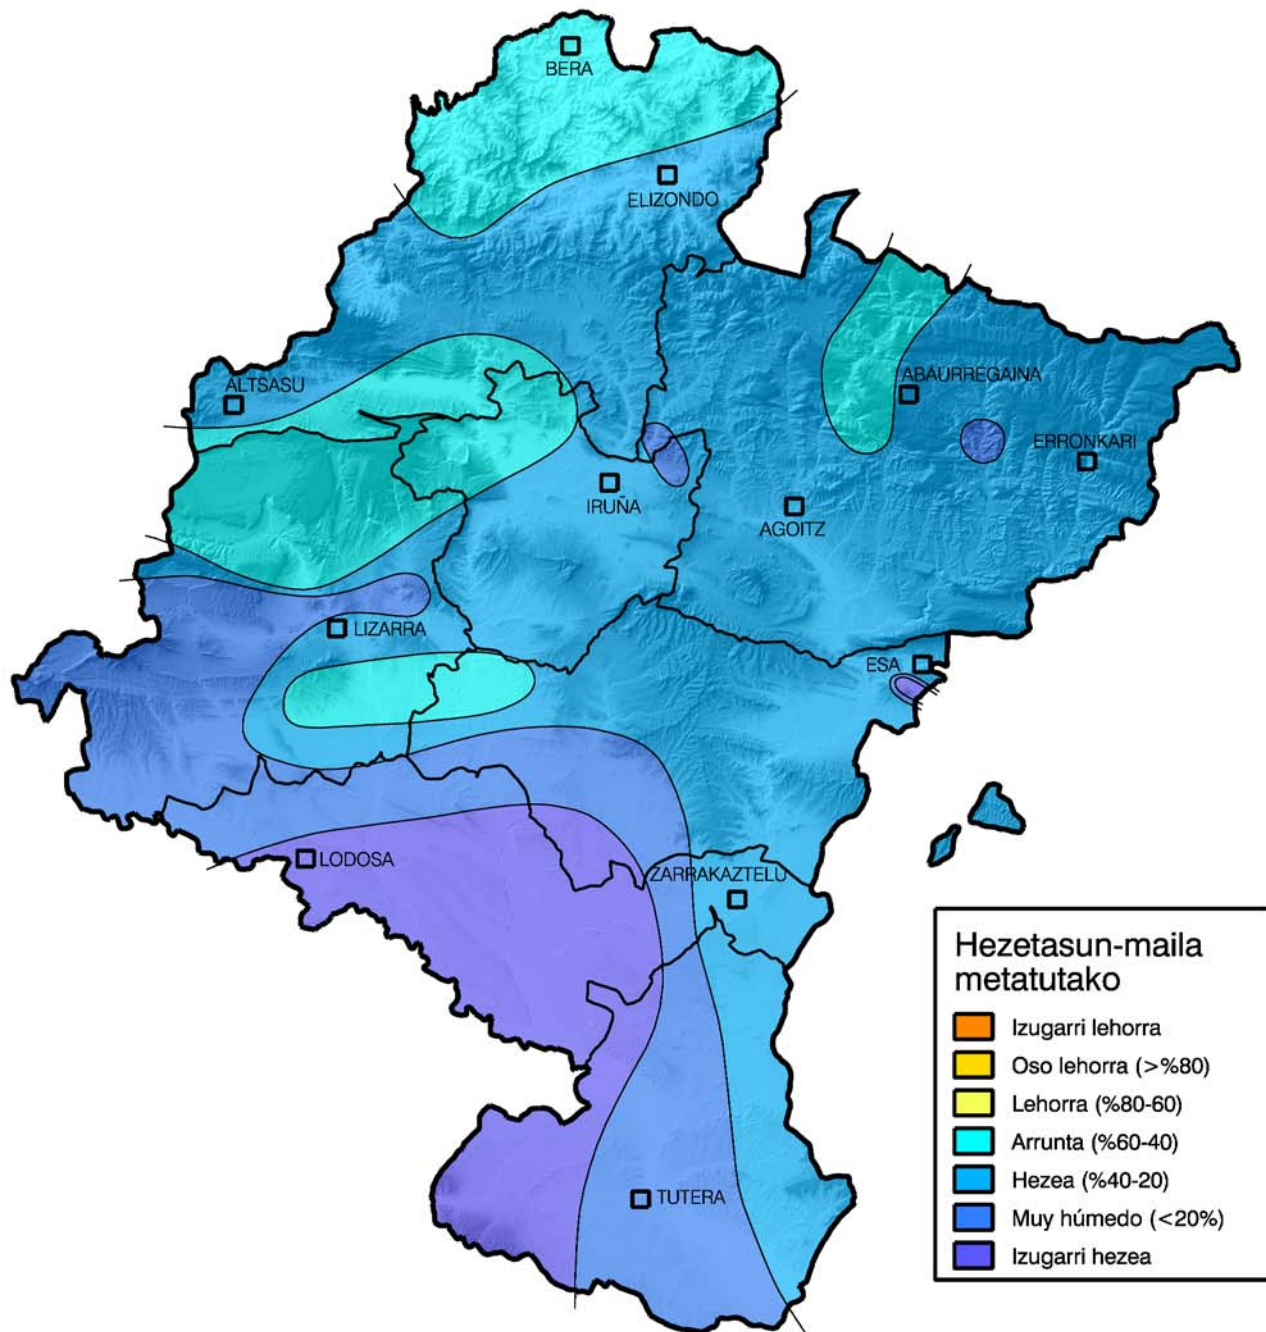 BERA
ELIZONDO
ALTSASU
ABAURREGAINA
ERRONKARI
IRUÑA
AGOITZ
LIZARRA
ESA
LODOSA
ZARRAKAZTELU
TUTERA
Hezetasun-maila
metatutako
Izugarri lehorra
Oso lehorra (>%80)
Lehorra (%80-60)
Arrunta (%60-40)
Hezea (%40-20)
Muy húmedo (<20%)
Izugarri hezea